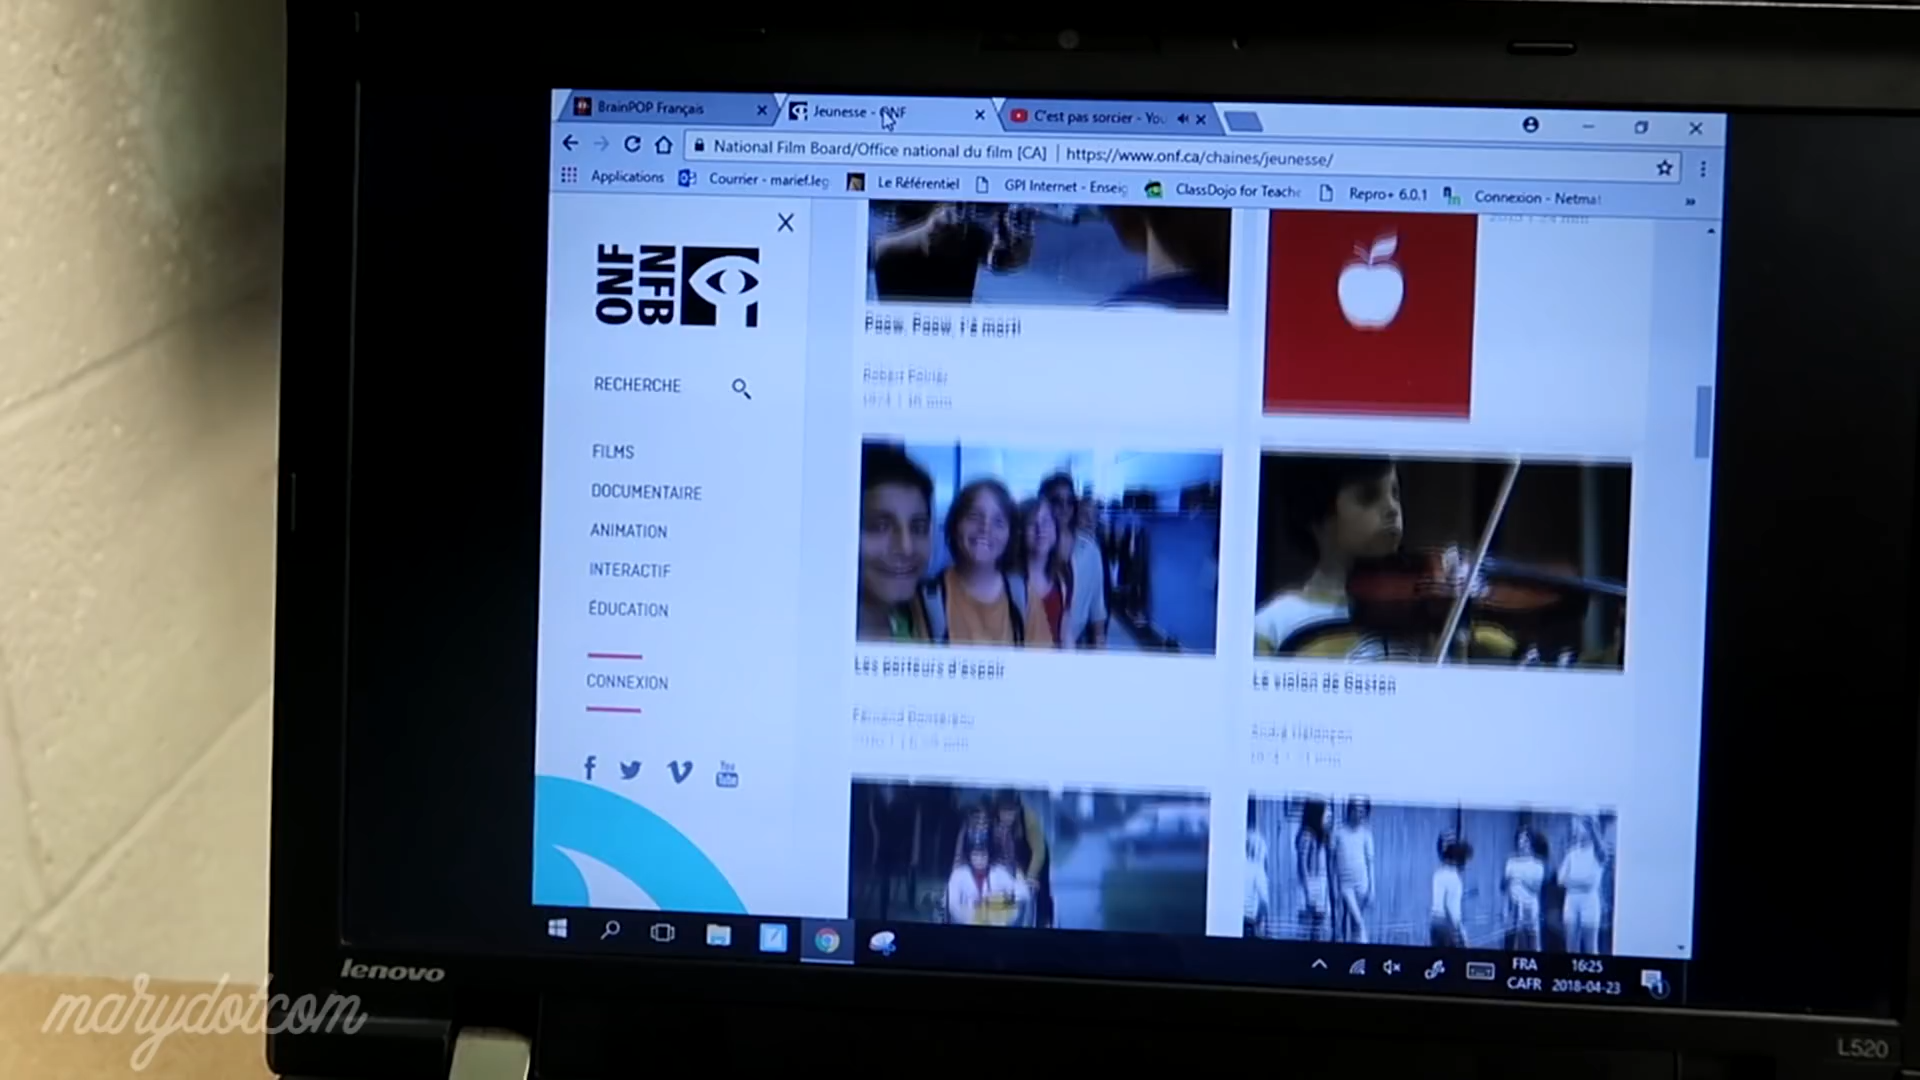 BrainPOP Français
Jeunesse - ONF
C'est pas sorcier - You
National Film Board/Office national du film [CA] | https://www.onf.ca/chaines/jeunesse/
Applications
Courrier - marief.leg
Le Référentiel
GPI Internet - Enseig
ClassDojo for Teache
Repro+ 6.0.1
Connexion - Netmat
ONF
NFB
RECHERCHE
FILMS
DOCUMENTAIRE
ANIMATION
INTERACTIF
ÉDUCATION
CONNEXION
You
Tube
Les porteurs d'espoir
Le violon de Gaston
FRA
CAFR
16:25
2018-04-23
lenovo
L520
marydotcom